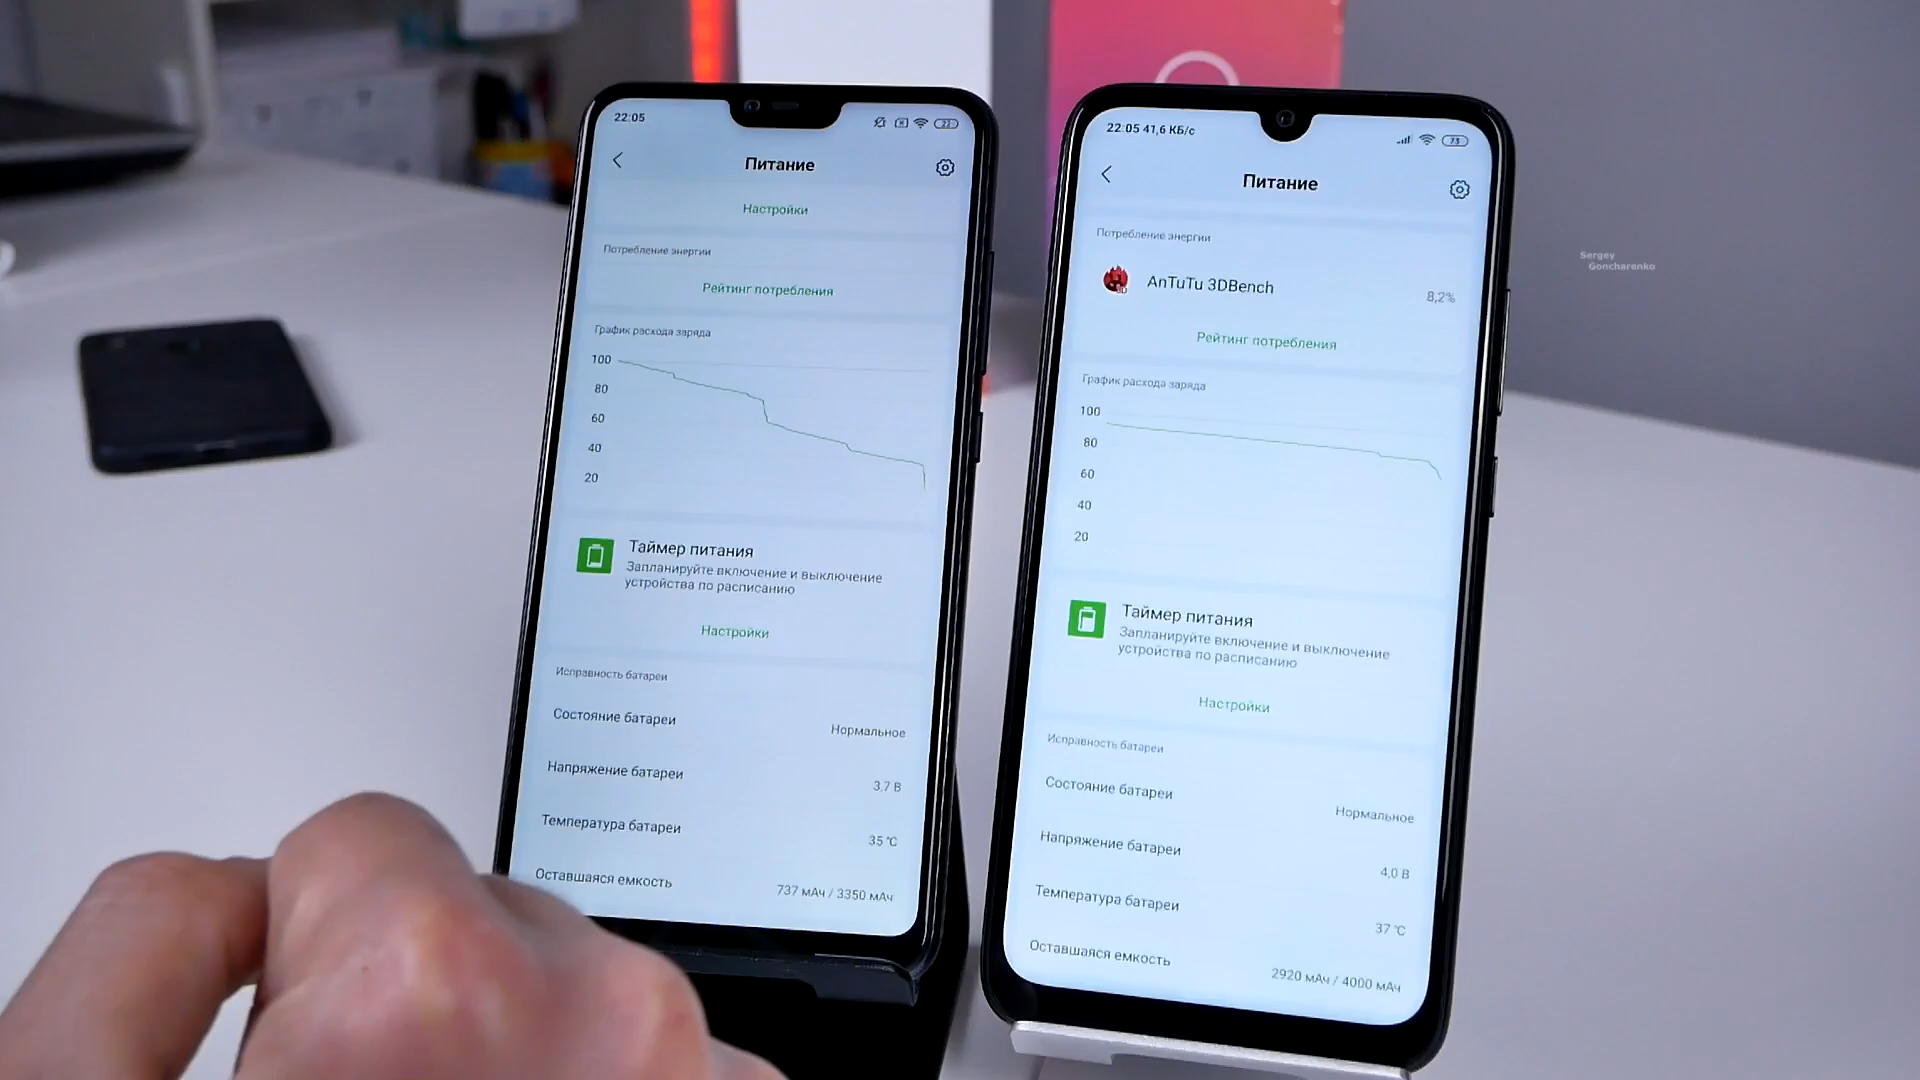 22:05
22
Питание
Настройки
Потребление энергии
Рейтинг потребления
График расхода заряда
100
80
60
40
20
Таймер питания
Запланируйте включение и выключение
устройства по расписанию
Настройки
Исправность батареи
Состояние батареи Нормальное
Напряжение батареи 3,7 В
Температура батареи 35 °C
Оставшаяся емкость 737 мАч / 3350 мАч
22:05 41,6 КБ/с
73
Питание
Потребление энергии
AnTuTu 3DBench 8,2%
Рейтинг потребления
График расхода заряда
100
80
60
40
20
Таймер питания
Запланируйте включение и выключение
устройства по расписанию
Настройки
Исправность батареи
Состояние батареи Нормальное
Напряжение батареи 4,0 В
Температура батареи 37 °C
Оставшаяся емкость 2920 мАч / 4000 мАч
Sergey
Goncharenko